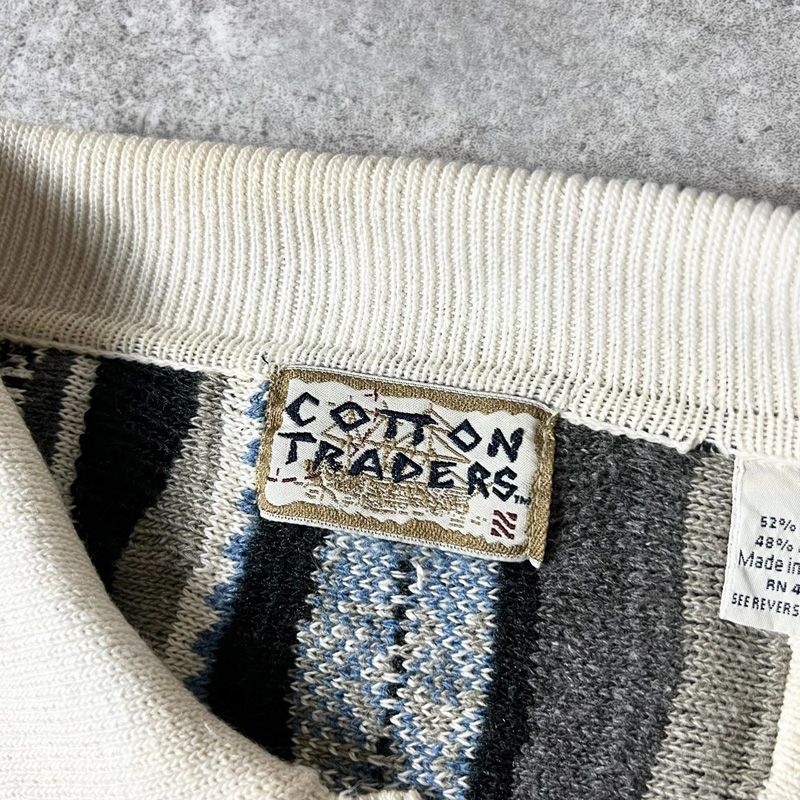 COTTON
TRADERS™
52%
48%
Made in
RN 4
SEE REVERS